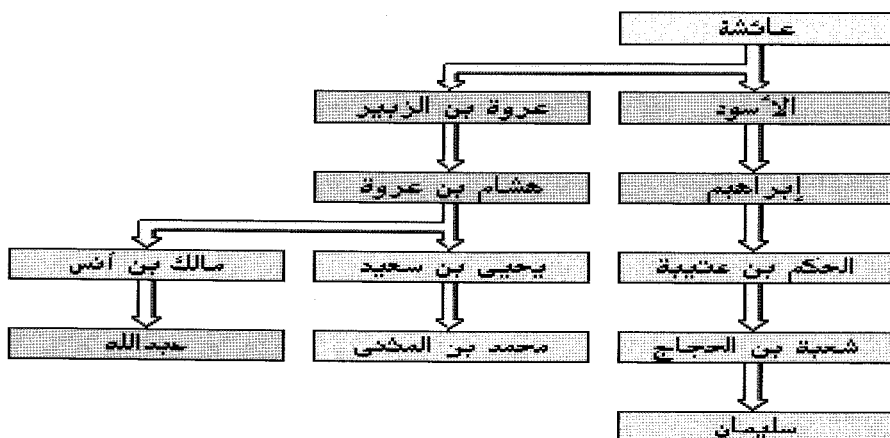 عائشة
الأسود
عروة بن الزبير
إبراهيم
هشام بن عروة
الحكم بن عتيبة
يحيى بن سعيد
مالك بن أنس
شعبة بن الحجاج
محمد بن المثنى
عبدالله
سليمان